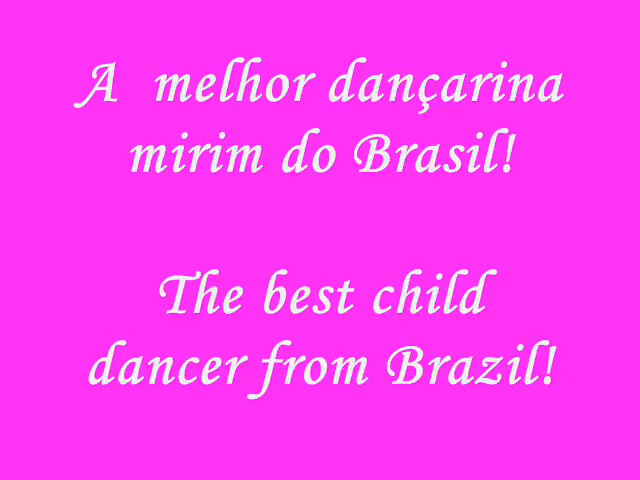 A melhor dançarina
mirim do Brasil!
The best child
dancer from Brazil!